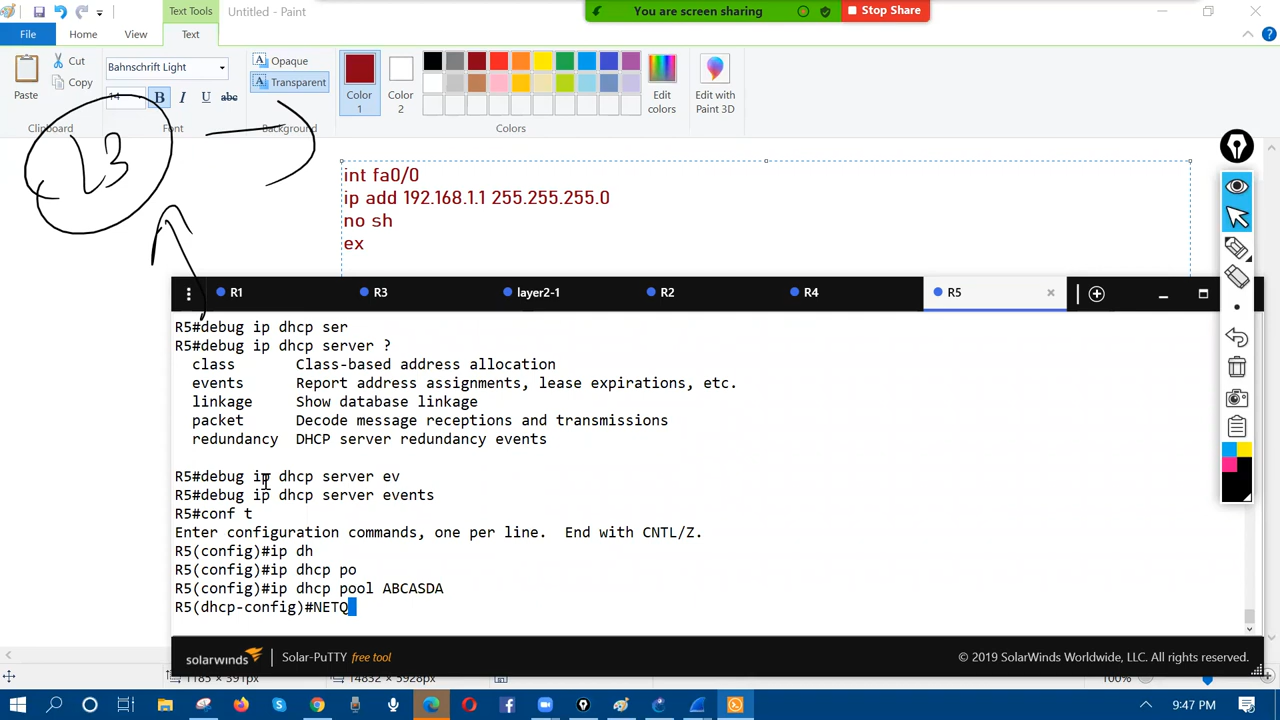 Text Tools
Untitled - Paint
You are screen sharing
Stop Share
File
Home
View
Text
Cut
Copy
Paste
Clipboard
Bahnschrift Light
14
B I U abc
Font
Opaque
Transparent
Background
Color 1
Color 2
Edit colors
Edit with Paint 3D
Colors
int fa0/0
ip add 192.168.1.1 255.255.255.0
no sh
ex
R1
R3
layer2-1
R2
R4
R5
R5#debug ip dhcp ser
R5#debug ip dhcp server ?
class Class-based address allocation
events Report address assignments, lease expirations, etc.
linkage Show database linkage
packet Decode message receptions and transmissions
redundancy DHCP server redundancy events
R5#debug ip dhcp server ev
R5#debug ip dhcp server events
R5#conf t
Enter configuration commands, one per line. End with CNTL/Z.
R5(config)#ip dh
R5(config)#ip dhcp po
R5(config)#ip dhcp pool ABCASDA
R5(dhcp-config)#NETQ
solarwinds
Solar-PuTTY free tool
© 2019 SolarWinds Worldwide, LLC. All rights reserved.
1185 × 391px
14832 × 5928px
100%
9:47 PM